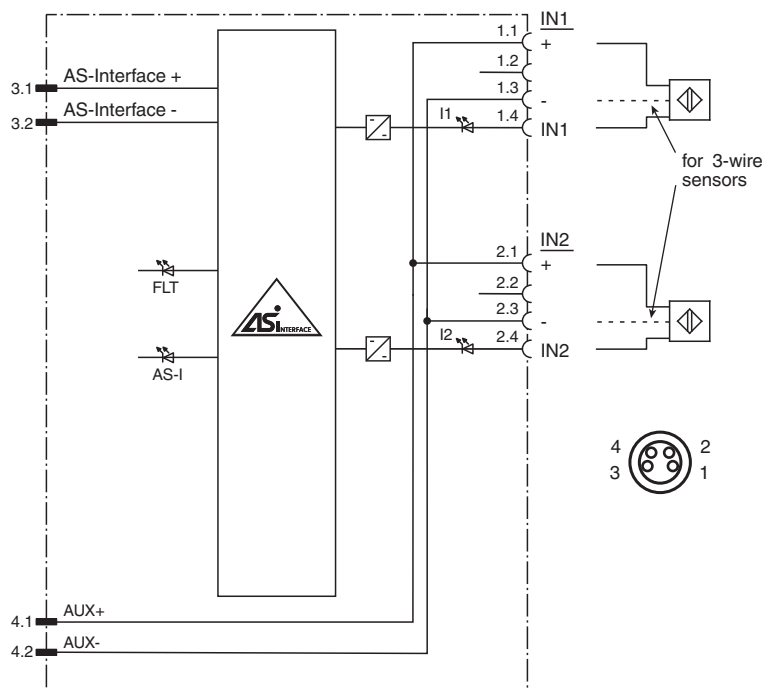 IN1
1.1
+
1.2
1.3
-
I1
1.4
IN1
3.1
AS-Interface +
3.2
AS-Interface -
for 3-wire
sensors
IN2
2.1
+
2.2
2.3
-
I2
2.4
IN2
FLT
ASi INTERFACE
AS-I
4
2
3
1
4.1
AUX+
4.2
AUX-